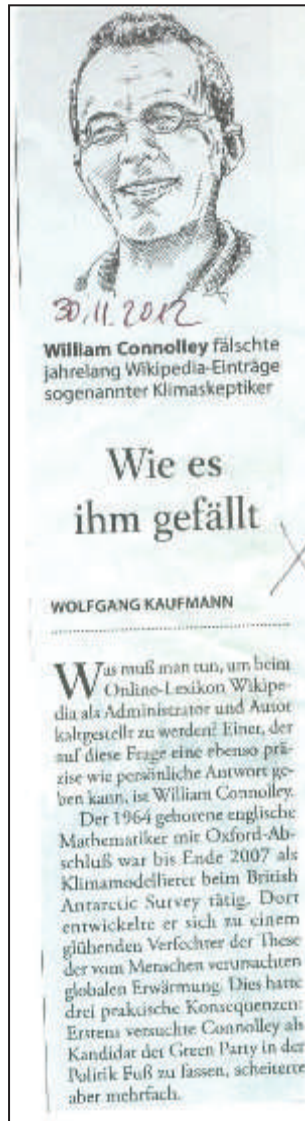 30.11.2012
William Connolley fälschte
jahrelang Wikipedia-Einträge
sogenannter Klimaskeptiker
Wie es
ihm gefällt
WOLFGANG KAUFMANN
Was muß man tun, um beim
Online-Lexikon Wikipe-
dia als Administrator und Autor
kaltgestellt zu werden? Einer, der
auf diese Frage eine ebenso prä-
zise wie persönliche Antwort ge-
ben kann, ist William Connolley.
Der 1964 geborene englische
Mathematiker mit Oxford-Ab-
schluß war bis Ende 2007 als
Klimamodellierer beim British
Antarctic Survey tätig. Dort
entwickelte er sich zu einem
glühenden Verfechter der These
der vom Menschen verursachten
globalen Erwärmung. Dies hatte
drei praktische Konsequenzen:
Erstens versuchte Connolley als
Kandidat der Green Party in der
Politik Fuß zu fassen, scheiterte
aber mehrfach.